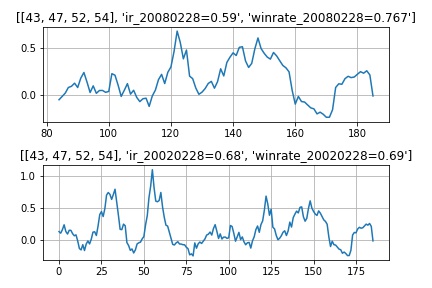 [[43, 47, 52, 54], 'ir_20080228=0.59', 'winrate_20080228=0.767']
0.5
0.0
80 100 120 140 160 180
[[43, 47, 52, 54], 'ir_20020228=0.68', 'winrate_20020228=0.69']
1.0
0.5
0.0
0 25 50 75 100 125 150 175